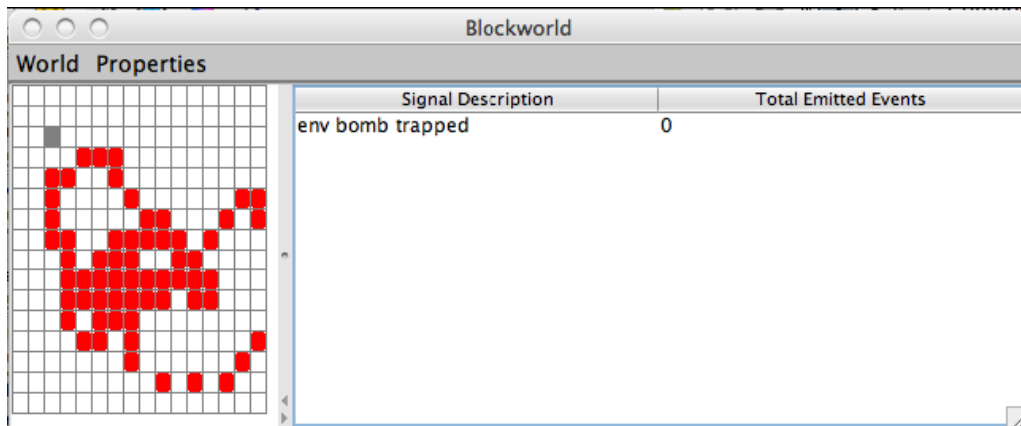 Blockworld
World Properties
Signal Description Total Emitted Events
env bomb trapped 0